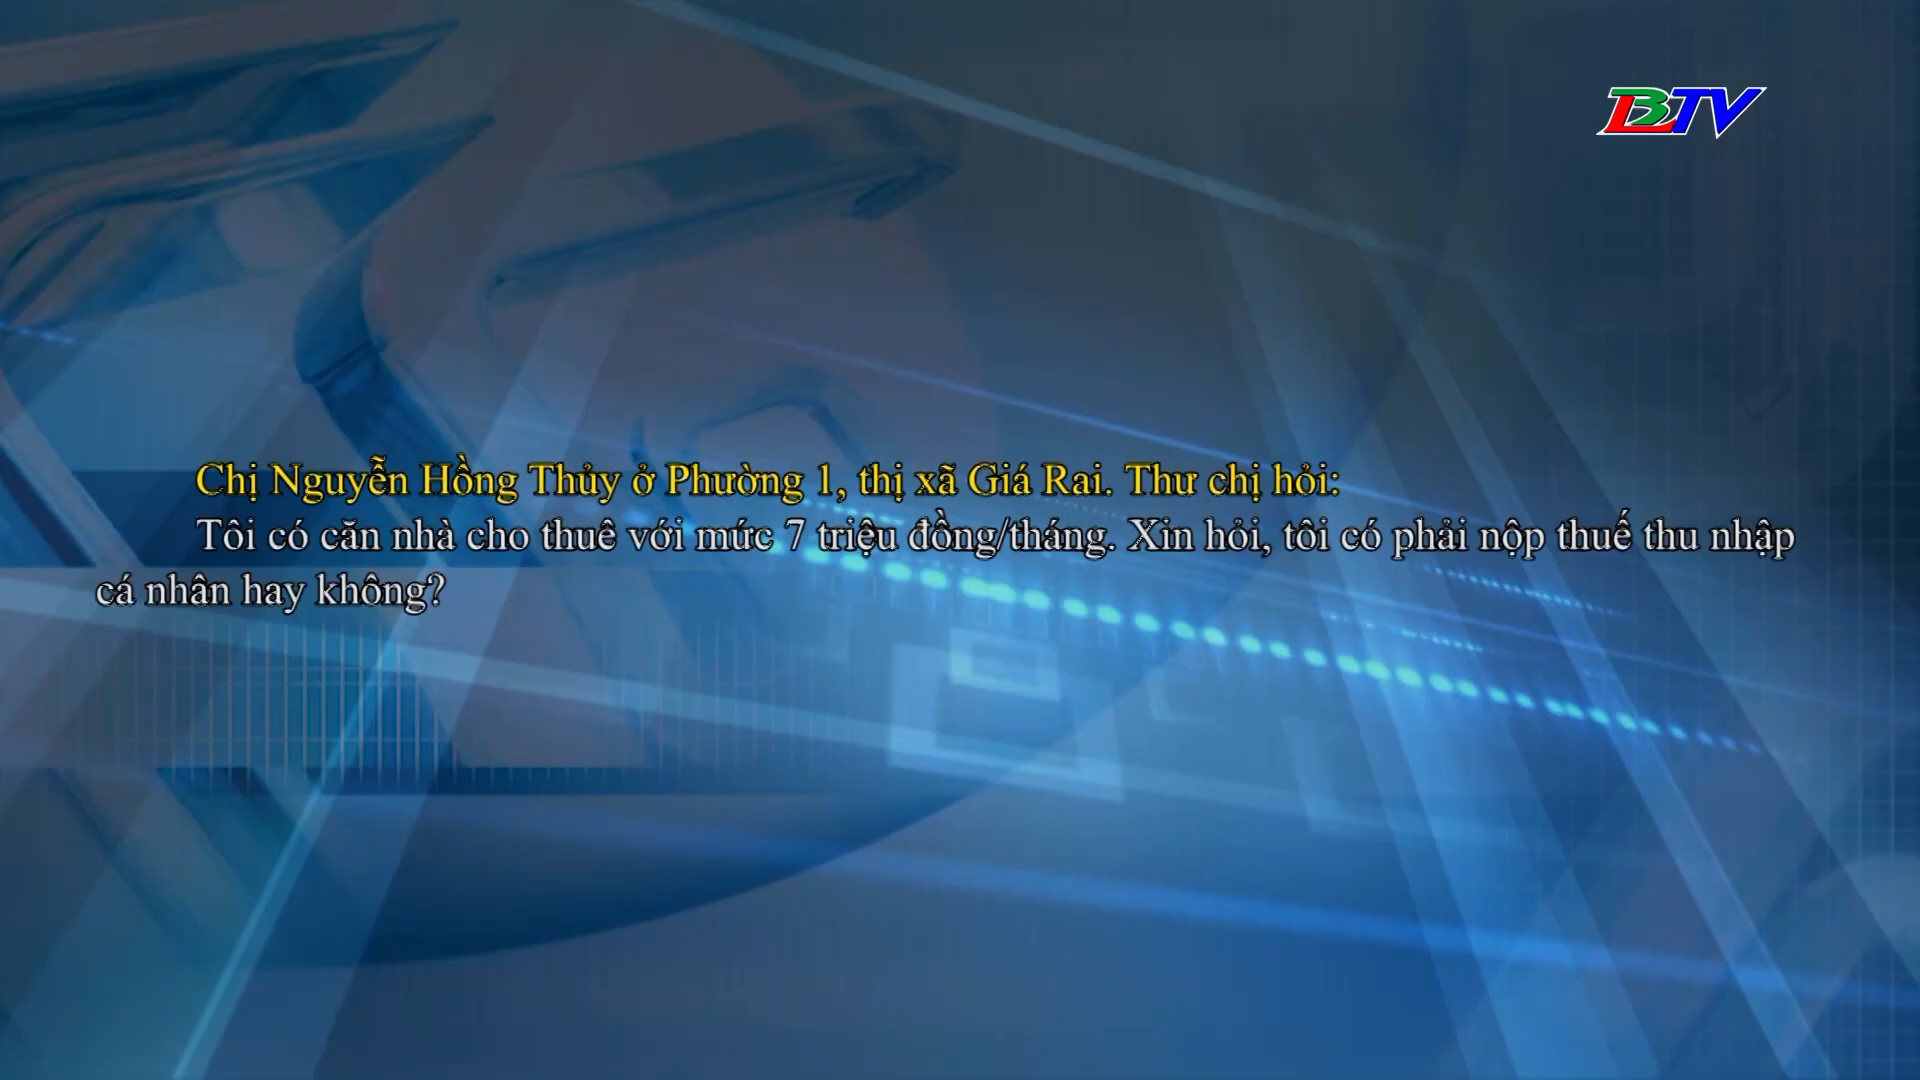 BTV
Chị Nguyễn Hồng Thủy ở Phường 1, thị xã Giá Rai. Thư chị hỏi:
Tôi có căn nhà cho thuê với mức 7 triệu đồng/tháng. Xin hỏi, tôi có phải nộp thuế thu nhập
cá nhân hay không?